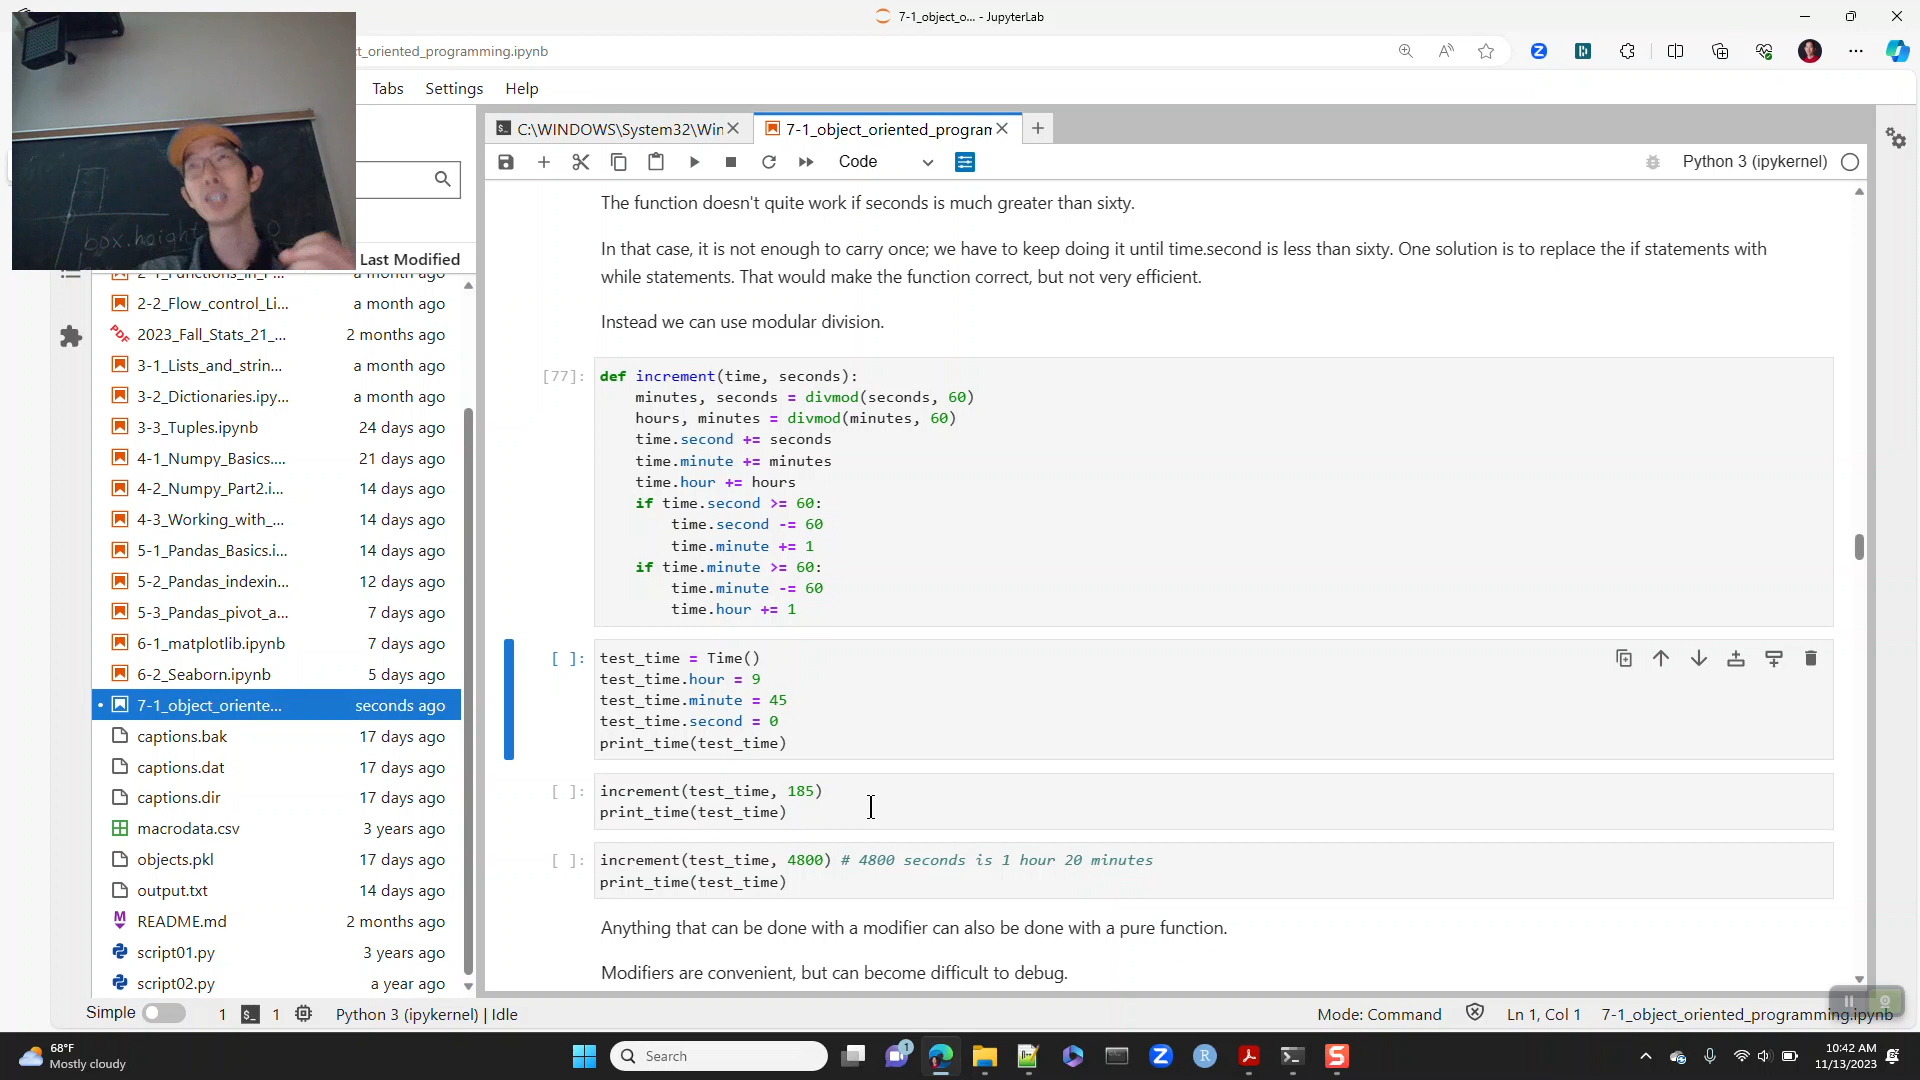 7-1_object_o... - JupyterLab
t_oriented_programming.ipynb
Tabs Settings Help
box.height
C:\WINDOWS\System32\Win
7-1_object_oriented_program
Code
Python 3 (ipykernel)
Last Modified
2-2_Flow_control_Li... a month ago
2023_Fall_Stats_21_... 2 months ago
3-1_Lists_and_strin... a month ago
3-2_Dictionaries.ipy... a month ago
3-3_Tuples.ipynb 24 days ago
4-1_Numpy_Basics.... 21 days ago
4-2_Numpy_Part2.i... 14 days ago
4-3_Working_with_... 14 days ago
5-1_Pandas_Basics.i... 14 days ago
5-2_Pandas_indexin... 12 days ago
5-3_Pandas_pivot_a... 7 days ago
6-1_matplotlib.ipynb 7 days ago
6-2_Seaborn.ipynb 5 days ago
7-1_object_oriente... seconds ago
captions.bak 17 days ago
captions.dat 17 days ago
captions.dir 17 days ago
macrodata.csv 3 years ago
objects.pkl 17 days ago
output.txt 14 days ago
README.md 2 months ago
script01.py 3 years ago
script02.py a year ago
The function doesn't quite work if seconds is much greater than sixty.
In that case, it is not enough to carry once; we have to keep doing it until time.second is less than sixty. One solution is to replace the if statements with
while statements. That would make the function correct, but not very efficient.
Instead we can use modular division.
[77]: def increment(time, seconds):
minutes, seconds = divmod(seconds, 60)
hours, minutes = divmod(minutes, 60)
time.second += seconds
time.minute += minutes
time.hour += hours
if time.second >= 60:
time.second -= 60
time.minute += 1
if time.minute >= 60:
time.minute -= 60
time.hour += 1
[ ]: test_time = Time()
test_time.hour = 9
test_time.minute = 45
test_time.second = 0
print_time(test_time)
[ ]: increment(test_time, 185)
print_time(test_time)
[ ]: increment(test_time, 4800) # 4800 seconds is 1 hour 20 minutes
print_time(test_time)
Anything that can be done with a modifier can also be done with a pure function.
Modifiers are convenient, but can become difficult to debug.
Simple 1 1 Python 3 (ipykernel) | Idle Mode: Command Ln 1, Col 1 7-1_object_oriented_programming.ipynb
68°F
Mostly cloudy
Search
1
10:42 AM
11/13/2023